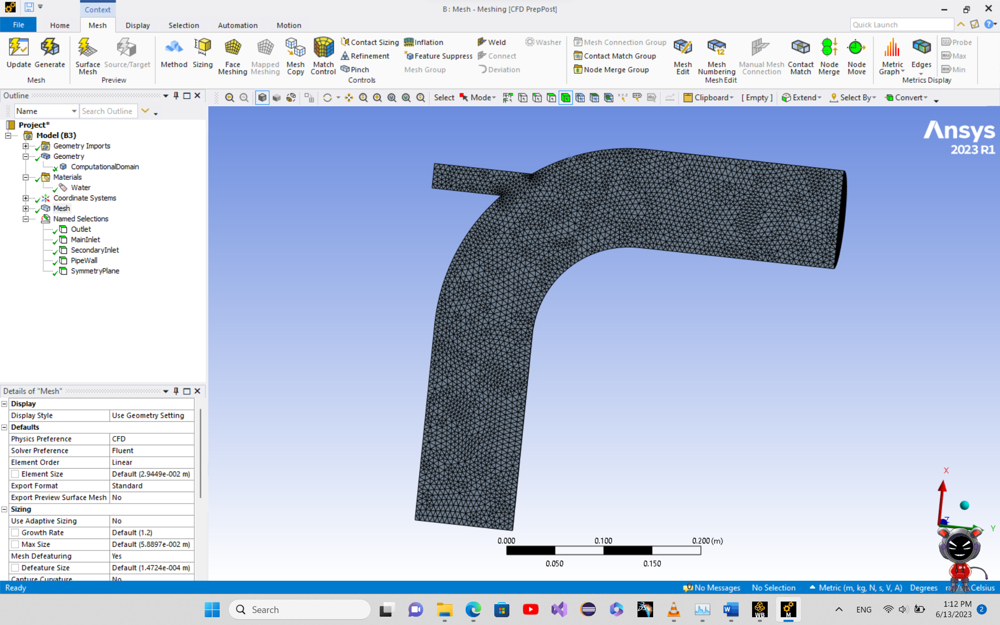 Context
B : Mesh - Meshing [CFD PrepPost]
File Home Mesh Display Selection Automation Motion
Quick Launch
Update Generate
Mesh
Surface Mesh Source/Target
Preview
Method Sizing Face Meshing Mapped Meshing Mesh Copy Match Control
Contact Sizing
Refinement
Pinch
Inflation
Feature Suppress
Mesh Group
Weld
Connect
Deviation
Washer
Controls
Mesh Connection Group
Contact Match Group
Node Merge Group
Mesh Edit Mesh Numbering Manual Mesh Connection Contact Match Node Merge Node Move
Mesh Edit
Metric Graph Edges
Probe
Max
Min
Metrics Display
Outline
Select Mode Clipboard [ Empty ] Extend Select By Convert
Name Search Outline
Project*
Model (B3)
Geometry Imports
Geometry
ComputationalDomain
Materials
Water
Coordinate Systems
Mesh
Named Selections
Outlet
MainInlet
SecondaryInlet
PipeWall
SymmetryPlane
Ansys
2023 R1
Details of "Mesh"
Display
Display Style Use Geometry Setting
Defaults
Physics Preference CFD
Solver Preference Fluent
Element Order Linear
Element Size Default (2.9449e-002 m)
Export Format Standard
Export Preview Surface Mesh No
Sizing
Use Adaptive Sizing No
Growth Rate Default (1.2)
Max Size Default (5.8897e-002 m)
Mesh Defeaturing Yes
Defeature Size Default (1.4724e-004 m)
Capture Curvature No
X
Z
Y
0.000 0.100 0.200 (m)
0.050 0.150
Ready
No Messages No Selection Metric (m, kg, N, s, V, A) Degrees rad/s Celsius
Search
WB
M
ENG
1:12 PM
6/13/2023
2